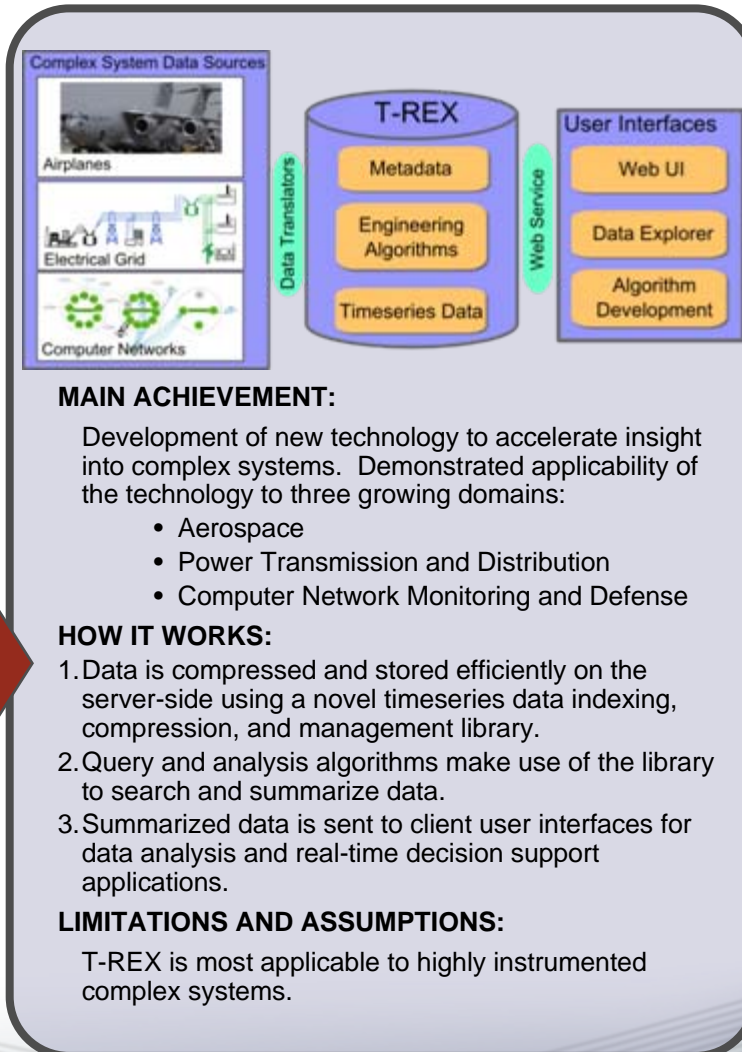 Complex System Data Sources
Airplanes
Electrical Grid
Computer Networks
Data Translators
T-REX
Metadata
Engineering
Algorithms
Timeseries Data
Web Service
User Interfaces
Web UI
Data Explorer
Algorithm
Development
MAIN ACHIEVEMENT:
Development of new technology to accelerate insight
into complex systems. Demonstrated applicability of
the technology to three growing domains:
• Aerospace
• Power Transmission and Distribution
• Computer Network Monitoring and Defense
HOW IT WORKS:
1.Data is compressed and stored efficiently on the
server-side using a novel timeseries data indexing,
compression, and management library.
2.Query and analysis algorithms make use of the library
to search and summarize data.
3.Summarized data is sent to client user interfaces for
data analysis and real-time decision support
applications.
LIMITATIONS AND ASSUMPTIONS:
T-REX is most applicable to highly instrumented
complex systems.